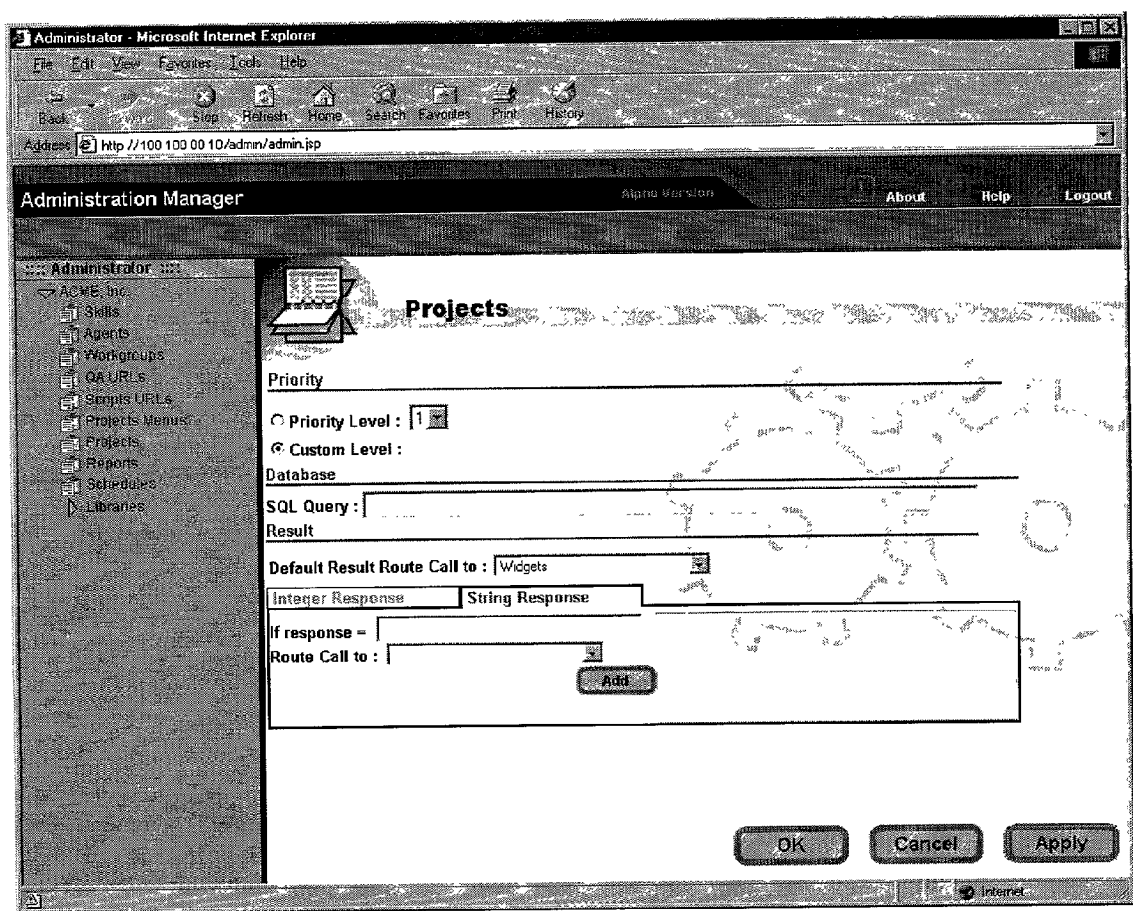 Administrator - Microsoft Internet Explorer
File Edit View Favorites Tools Help
Back Stop Refresh Home Search Favorites Print History
Address http //100 100 00 10/admin/admin.jsp
Administration Manager
Alpha Version
About Help Logout
:::: Administrator ::::
ACME Inc.
Skills
Agents
Workgroups
QA URLs
Scripts URLs
Projects Menus
Projects
Reports
Schedules
Libraries
Projects
Priority
Priority Level : 1
Custom Level :
Database
SQL Query :
Result
Default Result Route Call to : Widgets
Integer Response String Response
If response =
Route Call to :
Add
OK Cancel Apply
Internet